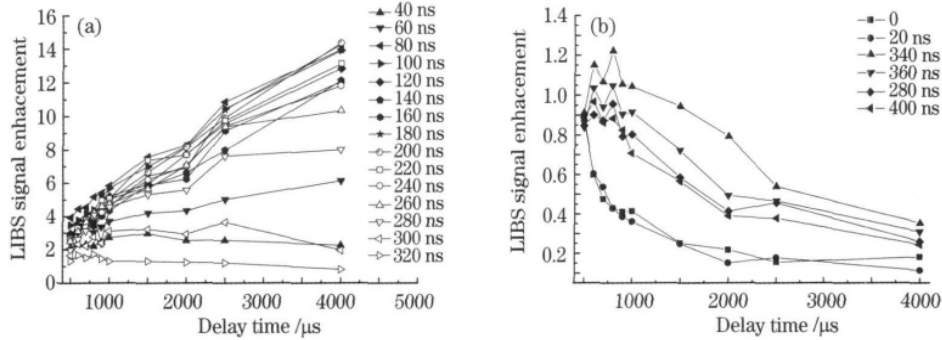 (a)
16
14
12
10
8
6
4
2
0
LIBS signal enhacement
1000
2000
3000
4000
5000
Delay time /μs
40 ns
60 ns
80 ns
100 ns
120 ns
140 ns
160 ns
180 ns
200 ns
220 ns
240 ns
260 ns
280 ns
300 ns
320 ns
(b)
1.4
1.2
1.0
0.8
0.6
0.4
0.2
LIBS signal enhacement
1000
2000
3000
4000
Delay time /μs
0
20 ns
340 ns
360 ns
280 ns
400 ns